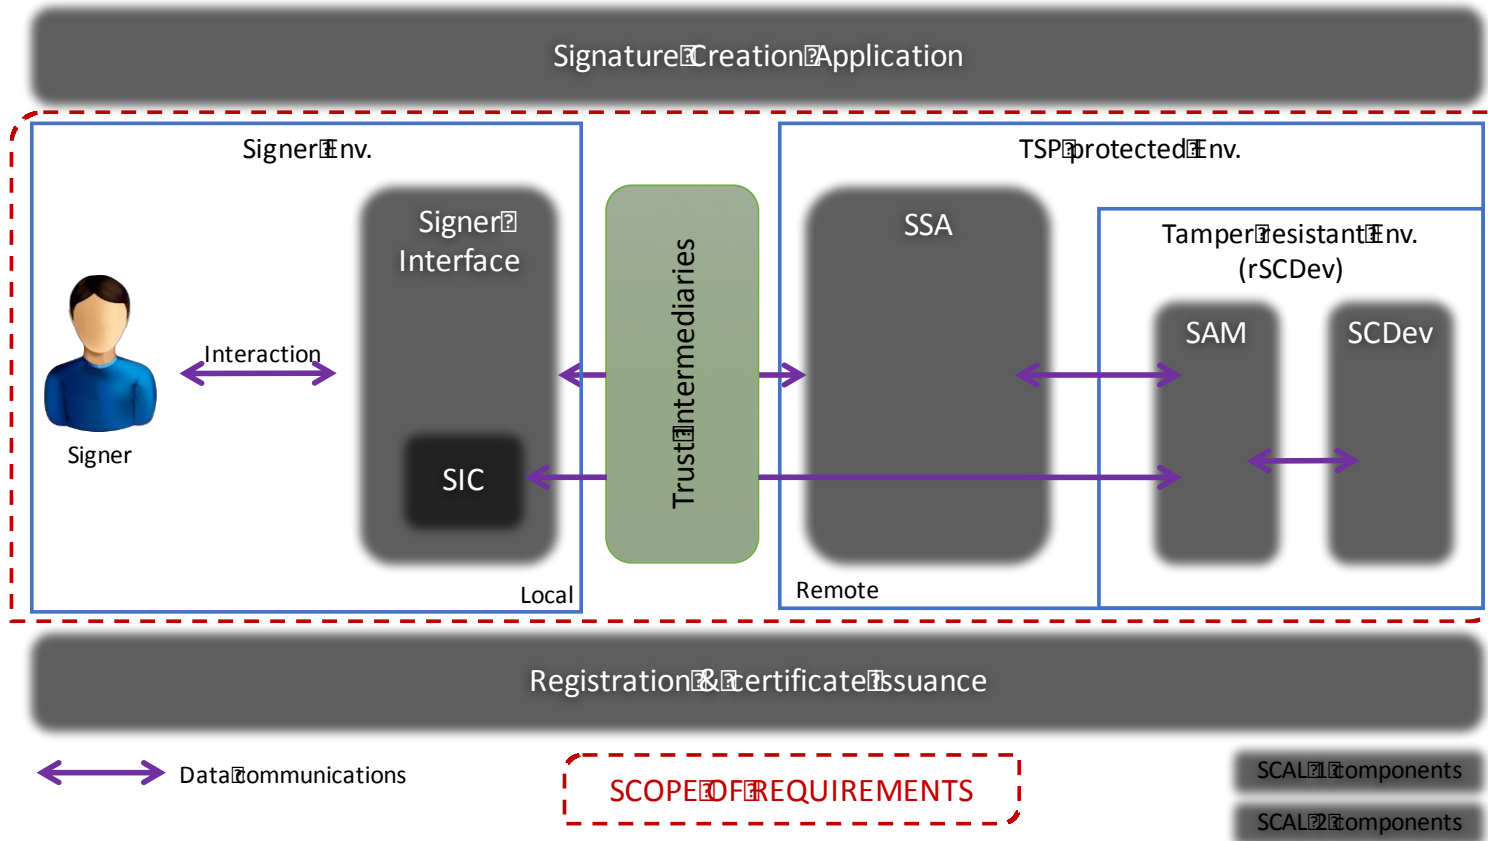 Signature Creation Application
Signer Env.
TSP protected Env.
Signer
Interface
SSA
Tamper resistant Env.
(rSCDev)
Trust Intermediaries
SAM
SCDev
Interaction
Signer
SIC
Local
Remote
Registration & certificate issuance
Data communications
SCOPE OF REQUIREMENTS
SCAL 1 components
SCAL 2 components